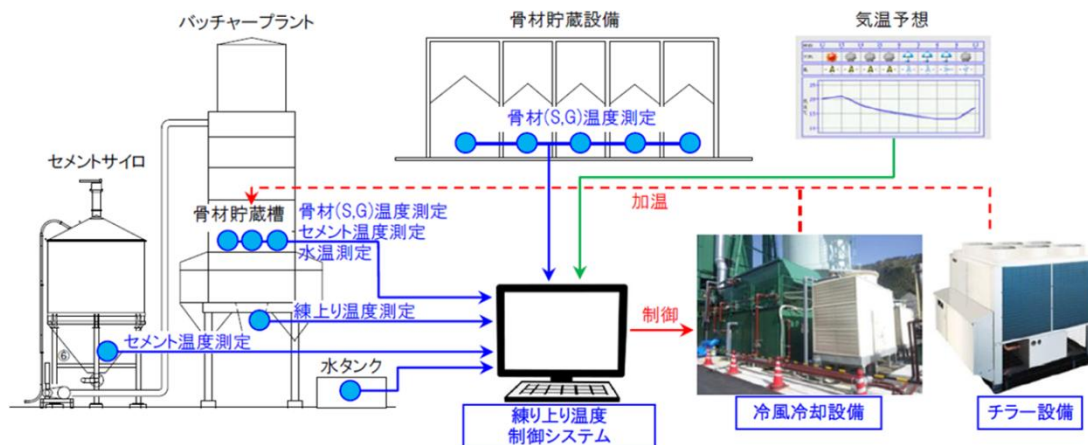 バッチャープラント
骨材貯蔵設備
気温予想
骨材(S,G)温度測定
セメントサイロ
加温
骨材貯蔵槽
骨材(S,G)温度測定
セメント温度測定
水温測定
練上り温度測定
制御
⑥
セメント温度測定
水タンク
練り上り温度
制御システム
冷風冷却設備
チラー設備